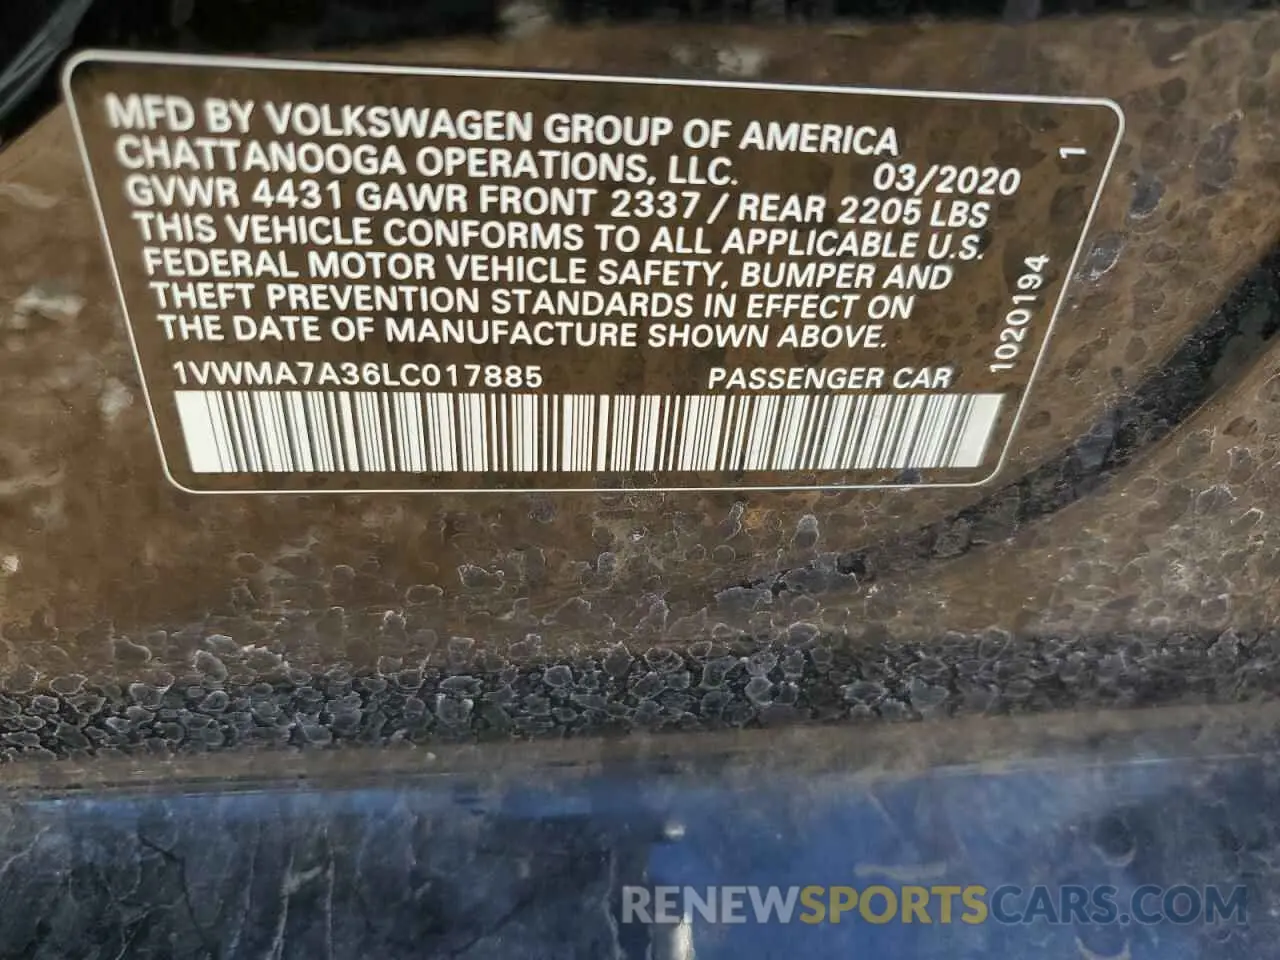 MFD BY VOLKSWAGEN GROUP OF AMERICA
CHATTANOOGA OPERATIONS, LLC. 03/2020
GVWR 4431 GAWR FRONT 2337 / REAR 2205 LBS
THIS VEHICLE CONFORMS TO ALL APPLICABLE U.S.
FEDERAL MOTOR VEHICLE SAFETY, BUMPER AND
THEFT PREVENTION STANDARDS IN EFFECT ON
THE DATE OF MANUFACTURE SHOWN ABOVE.
1VWMA7A36LC017885 PASSENGER CAR
1020194 1
RENEWSPORTSCARS.COM